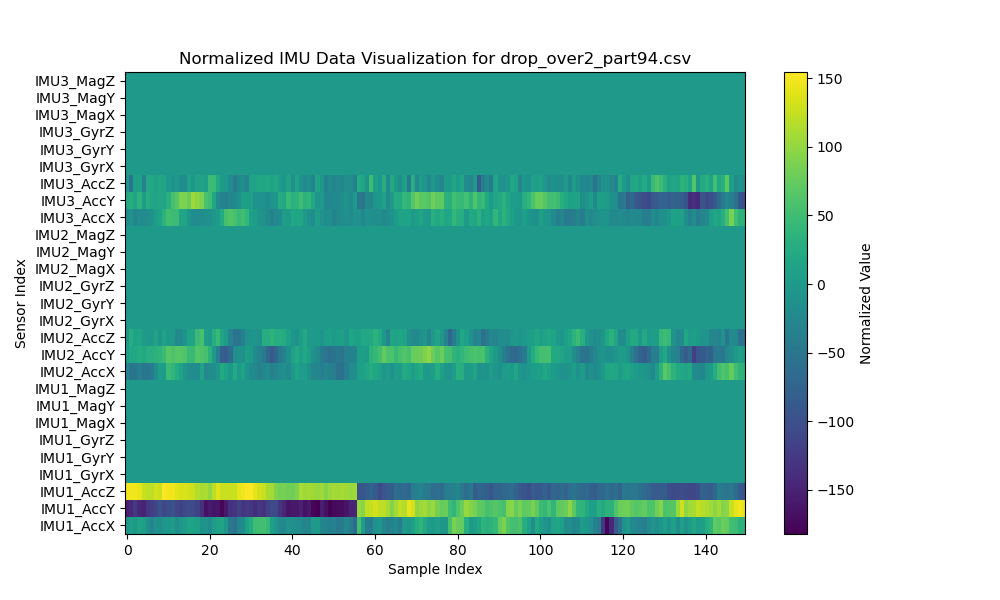 Normalized IMU Data Visualization for drop_over2_part94.csv
IMU3_MagZ
IMU3_MagY
IMU3_MagX
IMU3_GyrZ
IMU3_GyrY
IMU3_GyrX
IMU3_AccZ
IMU3_AccY
IMU3_AccX
IMU2_MagZ
IMU2_MagY
IMU2_MagX
IMU2_GyrZ
IMU2_GyrY
IMU2_GyrX
IMU2_AccZ
IMU2_AccY
IMU2_AccX
IMU1_MagZ
IMU1_MagY
IMU1_MagX
IMU1_GyrZ
IMU1_GyrY
IMU1_GyrX
IMU1_AccZ
IMU1_AccY
IMU1_AccX
Sensor Index
0 20 40 60 80 100 120 140
Sample Index
150
100
50
0
−50
−100
−150
Normalized Value